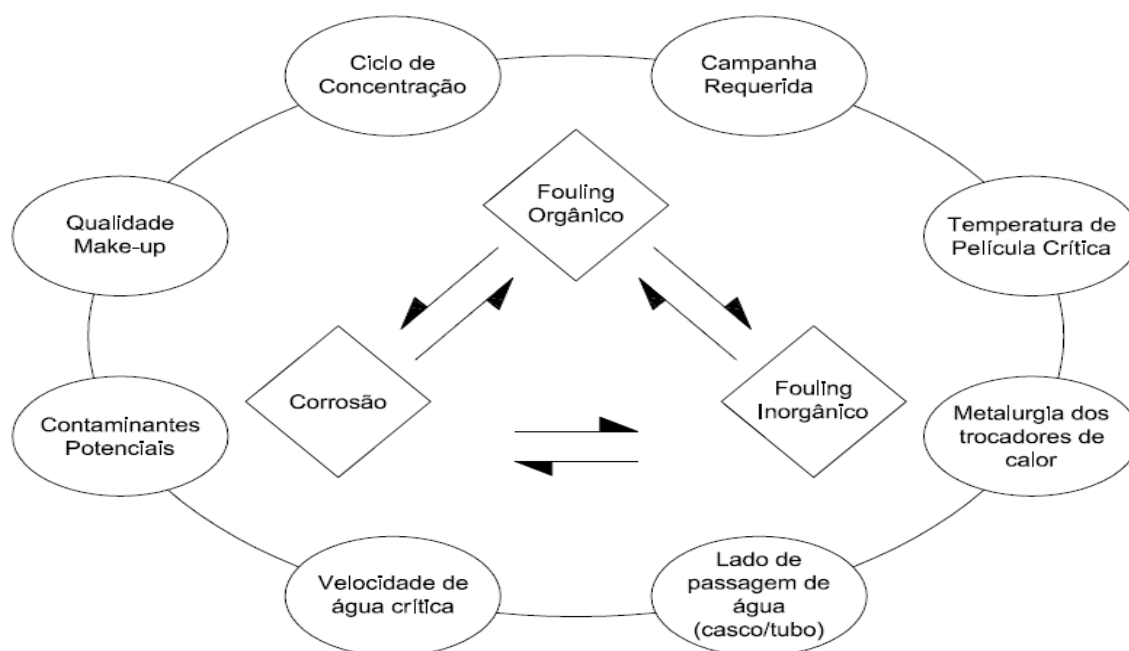 Ciclo de
Concentração
Campanha
Requerida
Fouling
Orgânico
Qualidade
Make-up
Temperatura de
Película Crítica
Corrosão
Fouling
Inorgânico
Contaminantes
Potenciais
Metalurgia dos
trocadores de
calor
Velocidade de
água crítica
Lado de
passagem de
água
(casco/tubo)